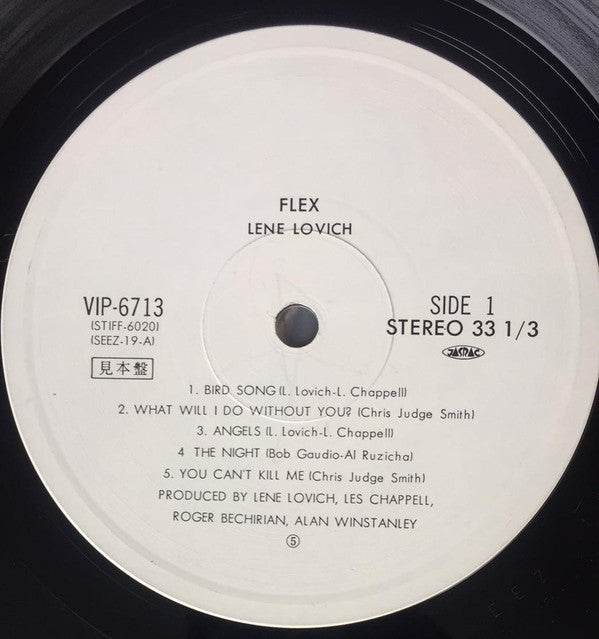 FLEX
LENE LOVICH
VIP-6713
(STIFF-6020)
(SEEZ-19-A)
見本盤
SIDE 1
STEREO 33 1/3
JASRAC
1. BIRD SONG (L. Lovich-L. Chappell)
2. WHAT WILL I DO WITHOUT YOU? (Chris Judge Smith)
3. ANGELS (L. Lovich-L. Chappell)
4 THE NIGHT (Bob Gaudio-Al Ruzicha)
5. YOU CAN'T KILL ME (Chris Judge Smith)
PRODUCED BY LENE LOVICH, LES CHAPPELL,
ROGER BECHIRIAN, ALAN WINSTANLEY
⑤